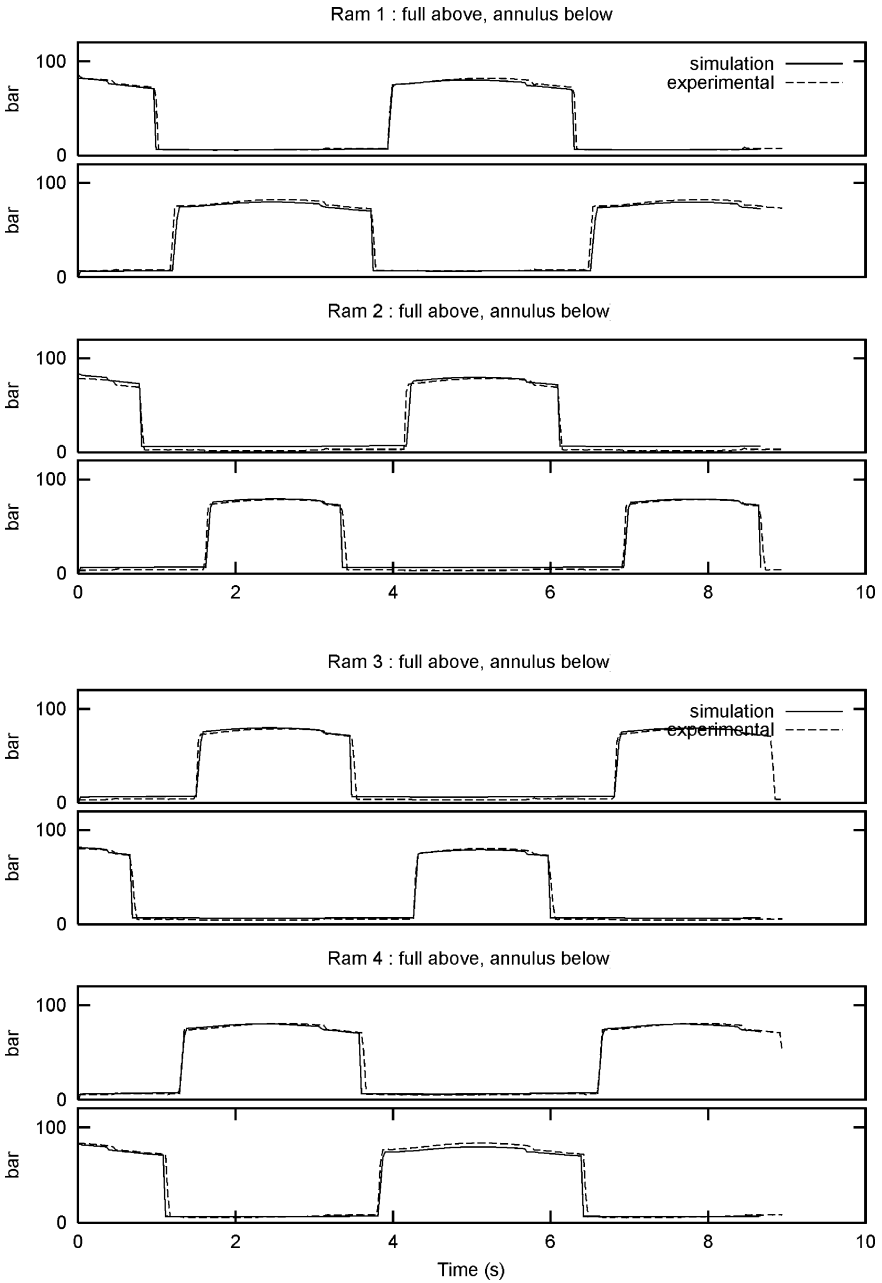 Ram 1 : full above, annulus below
100
bar
0
simulation
experimental
100
bar
0
Ram 2 : full above, annulus below
100
bar
0
100
bar
0
0 2 4 6 8 10
Ram 3 : full above, annulus below
100
bar
0
simulation
experimental
100
bar
0
Ram 4 : full above, annulus below
100
bar
0
100
bar
0
0 2 4 6 8 10
Time (s)